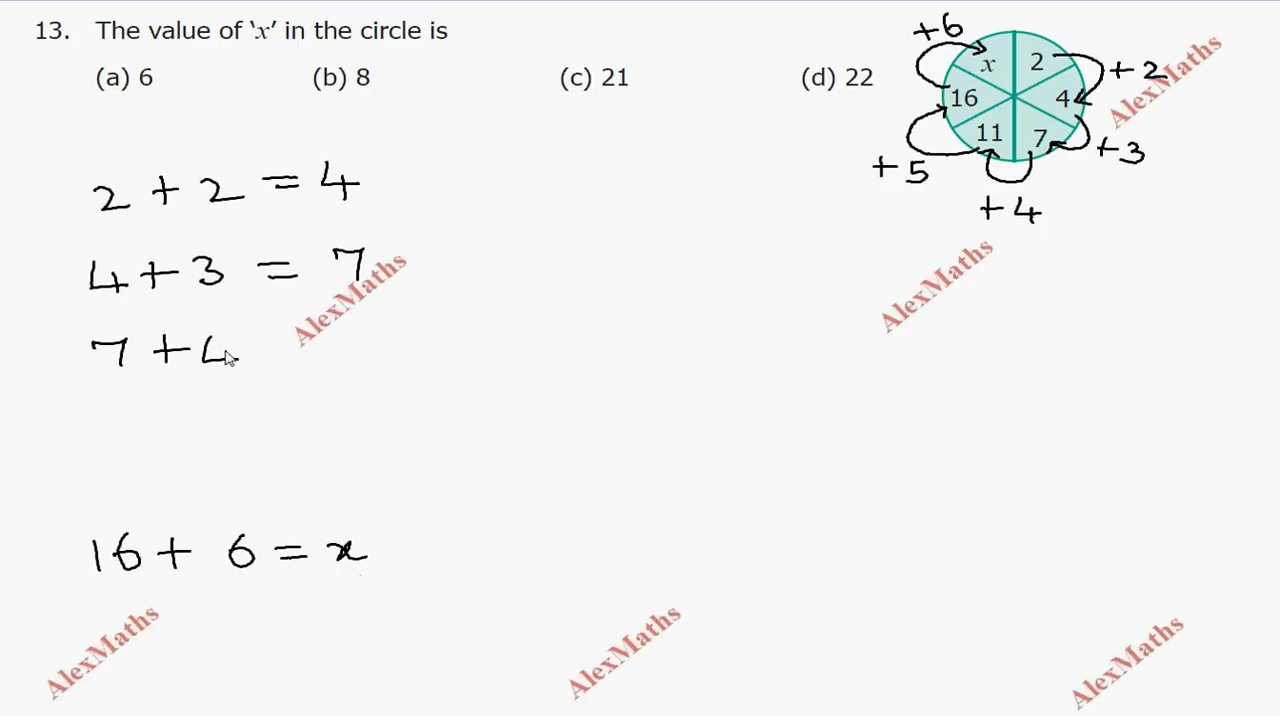 13. The value of 'x' in the circle is
(a) 6 (b) 8 (c) 21 (d) 22
+6
x 2
+2
16 4
11 7
+5
+3
+4
2 + 2 = 4
4 + 3 = 7
7 + 4
16 + 6 = x
AlexMaths
AlexMaths
AlexMaths
AlexMaths
AlexMaths
AlexMaths